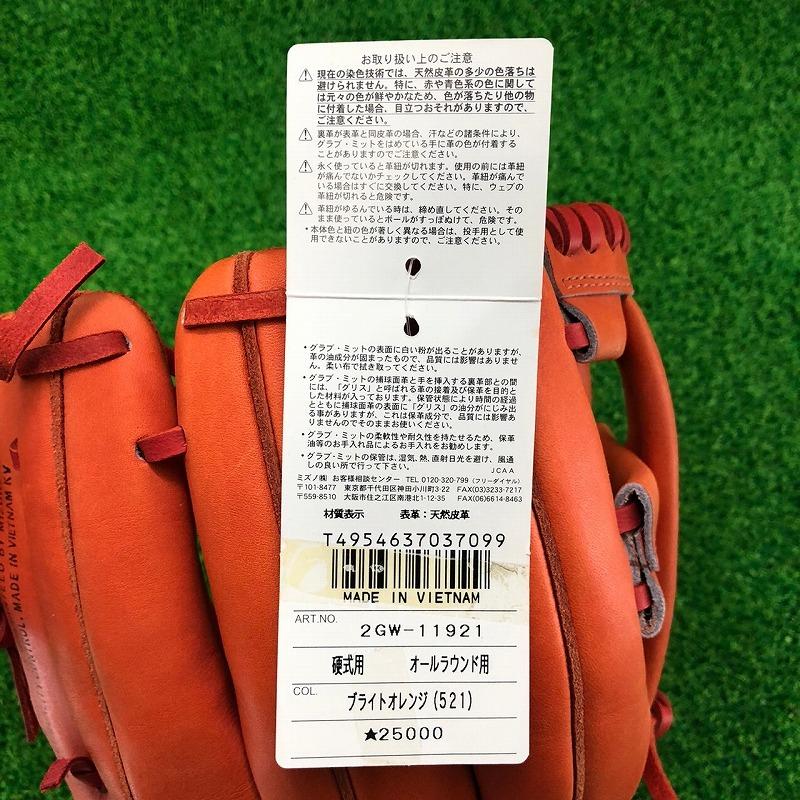 お取り扱い上のご注意
現在の染色技術では、天然皮革の多少の色落ちは
避けられません。特に、赤や青色系の色に関して
は元々の色が鮮やかなため、色が落ちたり他の物
に付着した場合、目立つおそれがありますので、
ご注意ください。
裏革が表革と同皮革の場合、汗などの諸条件により、
グラブ・ミットをはめている手に革の色が付着する
ことがありますのでご注意ください。
永く使っていると革紐が切れます。使用の前には革紐
が痛んでないかチェックしてください。革紐が痛んで
いる場合はすぐに交換してください。特に、ウェブの
革紐が切れると危険です。
革紐がゆるんでいる時は、締め直してください。その
まま使っているとボールがすっぽぬけて、危険です。
・本体色と紐の色が著しく異なる場合は、投手用として使
用できないことがありますので、ご注意ください。
・グラブ・ミットの表面に白い粉が出ることがありますが、
革の油成分が固まったもので、品質には影響はありませ
ん。柔い布で拭き取ってください。
・グラブ・ミットの捕球面革と手を挿入する裏革部との間
には、「グリス」と呼ばれる革の接着及び保革を目的と
した材料が入っております。保管状態により時間の経過
とともに捕球面革の表面に「グリス」の油分がにじみ出
る事がありますが、これは保革成分で、品質には影響あ
りませんのでそのままお使いください。
・グラブ・ミットの柔軟性や耐久性を持たせるため、保革
油等のお手入れ品によるお手入れをお勧めします。
・グラブ・ミットの保管は、湿気、熱、直射日光を避け、風通
しの良い所で行って下さい。
JCAA
ミズノ㈱ お客様相談センター TEL 0120-320-799 (フリーダイヤル)
〒101-8477 東京都千代田区神田小川町3-22 FAX(03)3233-7217
〒559-8510 大阪市住之江区南港北1-12-35 FAX(06)6614-8463
材質表示 表革：天然皮革
T4954637037099
MADE IN VIETNAM
ART.NO.
2GW-11921
硬式用 オールラウンド用
COL.
ブライトオレンジ(521)
★25000
CONTROL. MADE IN VIETNAM KV